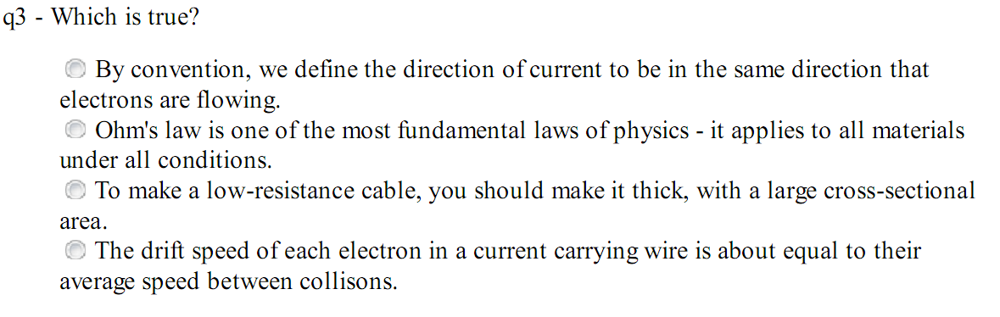 q3 - Which is true?
By convention, we define the direction of current to be in the same direction that
electrons are flowing.
Ohm's law is one of the most fundamental laws of physics - it applies to all materials
under all conditions.
To make a low-resistance cable, you should make it thick, with a large cross-sectional
area.
The drift speed of each electron in a current carrying wire is about equal to their
average speed between collisons.